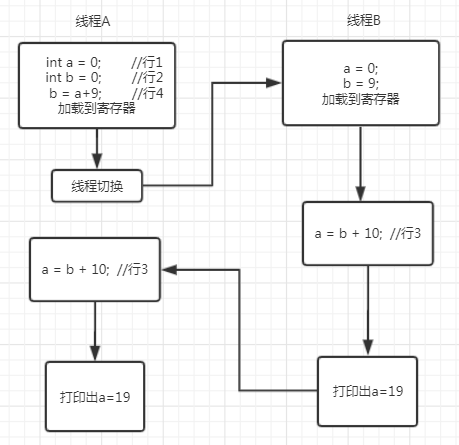 线程A
int a = 0; //行1
int b = 0; //行2
b = a+9; //行4
加载到寄存器
线程切换
线程B
a = 0;
b = 9;
加载到寄存器
a = b + 10; //行3
打印出a=19
a = b + 10; //行3
打印出a=19